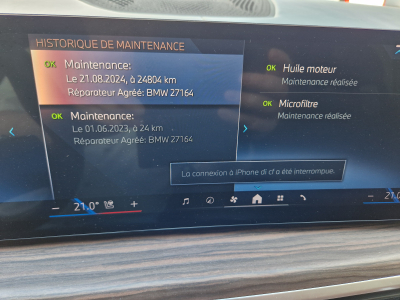 HISTORIQUE DE MAINTENANCE
OK Maintenance:
Le 21.08.2024, à 24804 km
Réparateur Agréé: BMW 27164
OK Maintenance:
Le 01.06.2023, à 24 km
Réparateur Agréé: BMW 27164
OK Huile moteur
Maintenance réalisée
OK Microfiltre
Maintenance réalisée
La connexion à iPhone di cf a été interrompue.
− 21.0° +
− 21.0